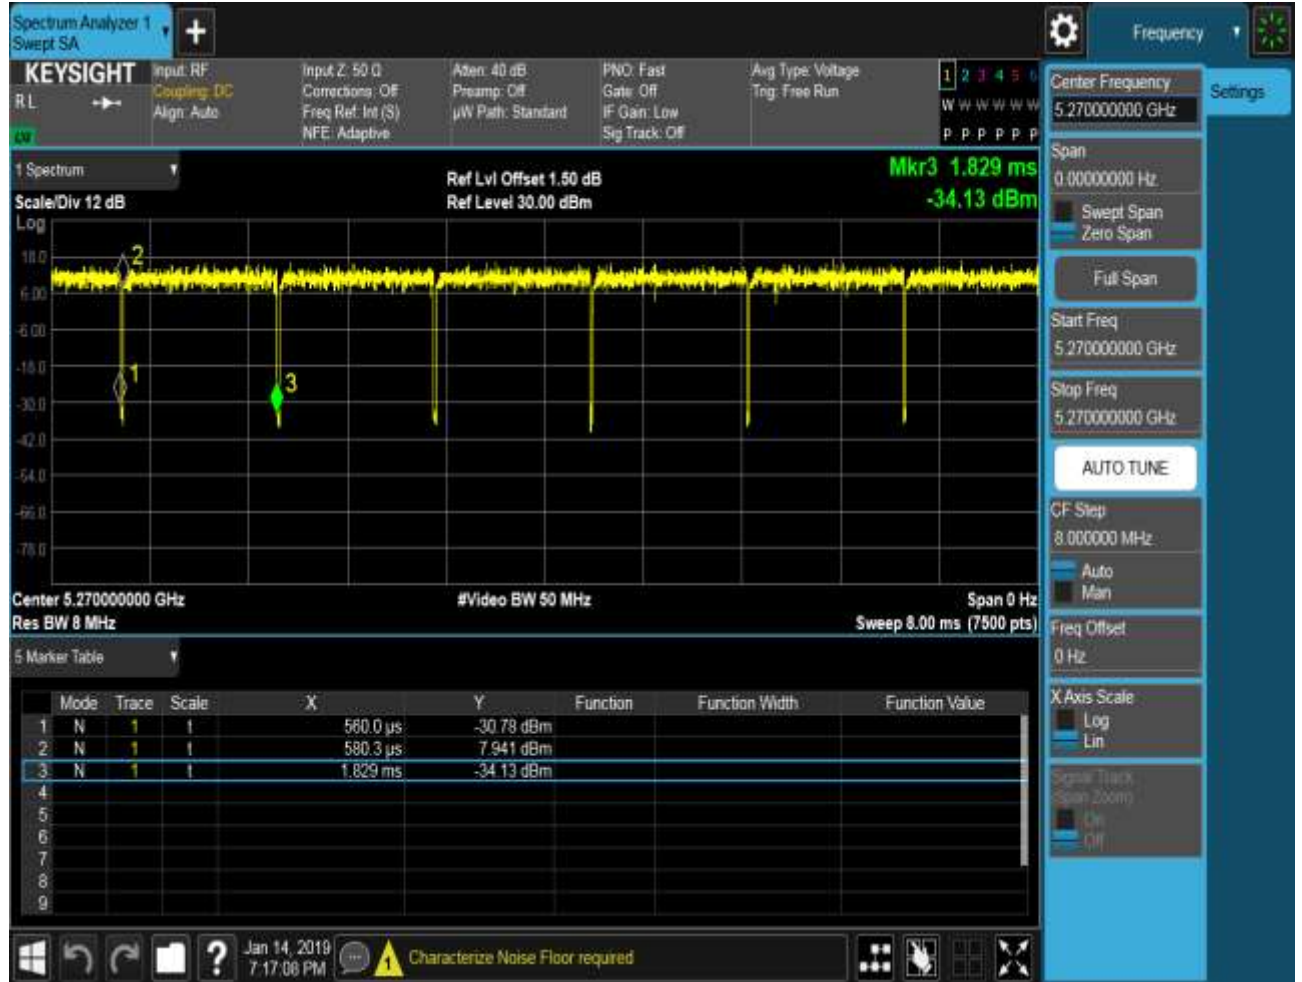 Spectrum Analyzer 1
Swept SA
Frequency
KEYSIGHT
RL
Input: RF
Coupling: DC
Align: Auto
Input Z: 50 Ω
Corrections: Off
Freq Ref: Int (S)
NFE: Adaptive
Atten: 40 dB
Preamp: Off
µW Path: Standard
PNO: Fast
Gate: Off
IF Gain: Low
Sig Track: Off
Avg Type: Voltage
Trig: Free Run
1 2 3 4 5 6
W W W W W W
P P P P P P
1 Spectrum
Scale/Div 12 dB
Ref Lvl Offset 1.50 dB
Ref Level 30.00 dBm
Mkr3 1.829 ms
-34.13 dBm
Log
18.0
6.00
-6.00
-18.0
-30.0
-42.0
-54.0
-66.0
-78.0
2
1
3
Center 5.270000000 GHz
#Video BW 50 MHz
Span 0 Hz
Res BW 8 MHz
Sweep 8.00 ms (7500 pts)
5 Marker Table
Mode Trace Scale X Y Function Function Width Function Value
1 N 1 t 560.0 µs -30.78 dBm
2 N 1 t 580.3 µs 7.941 dBm
3 N 1 t 1.829 ms -34.13 dBm
4
5
6
7
8
9
Center Frequency
5.270000000 GHz
Settings
Span
0.00000000 Hz
Swept Span
Zero Span
Full Span
Start Freq
5.270000000 GHz
Stop Freq
5.270000000 GHz
AUTO TUNE
CF Step
8.000000 MHz
Auto
Man
Freq Offset
0 Hz
X Axis Scale
Log
Lin
Signal Track
(Span Zoom)
On
Off
?
Jan 14, 2019
7:17:08 PM
1
Characterize Noise Floor required